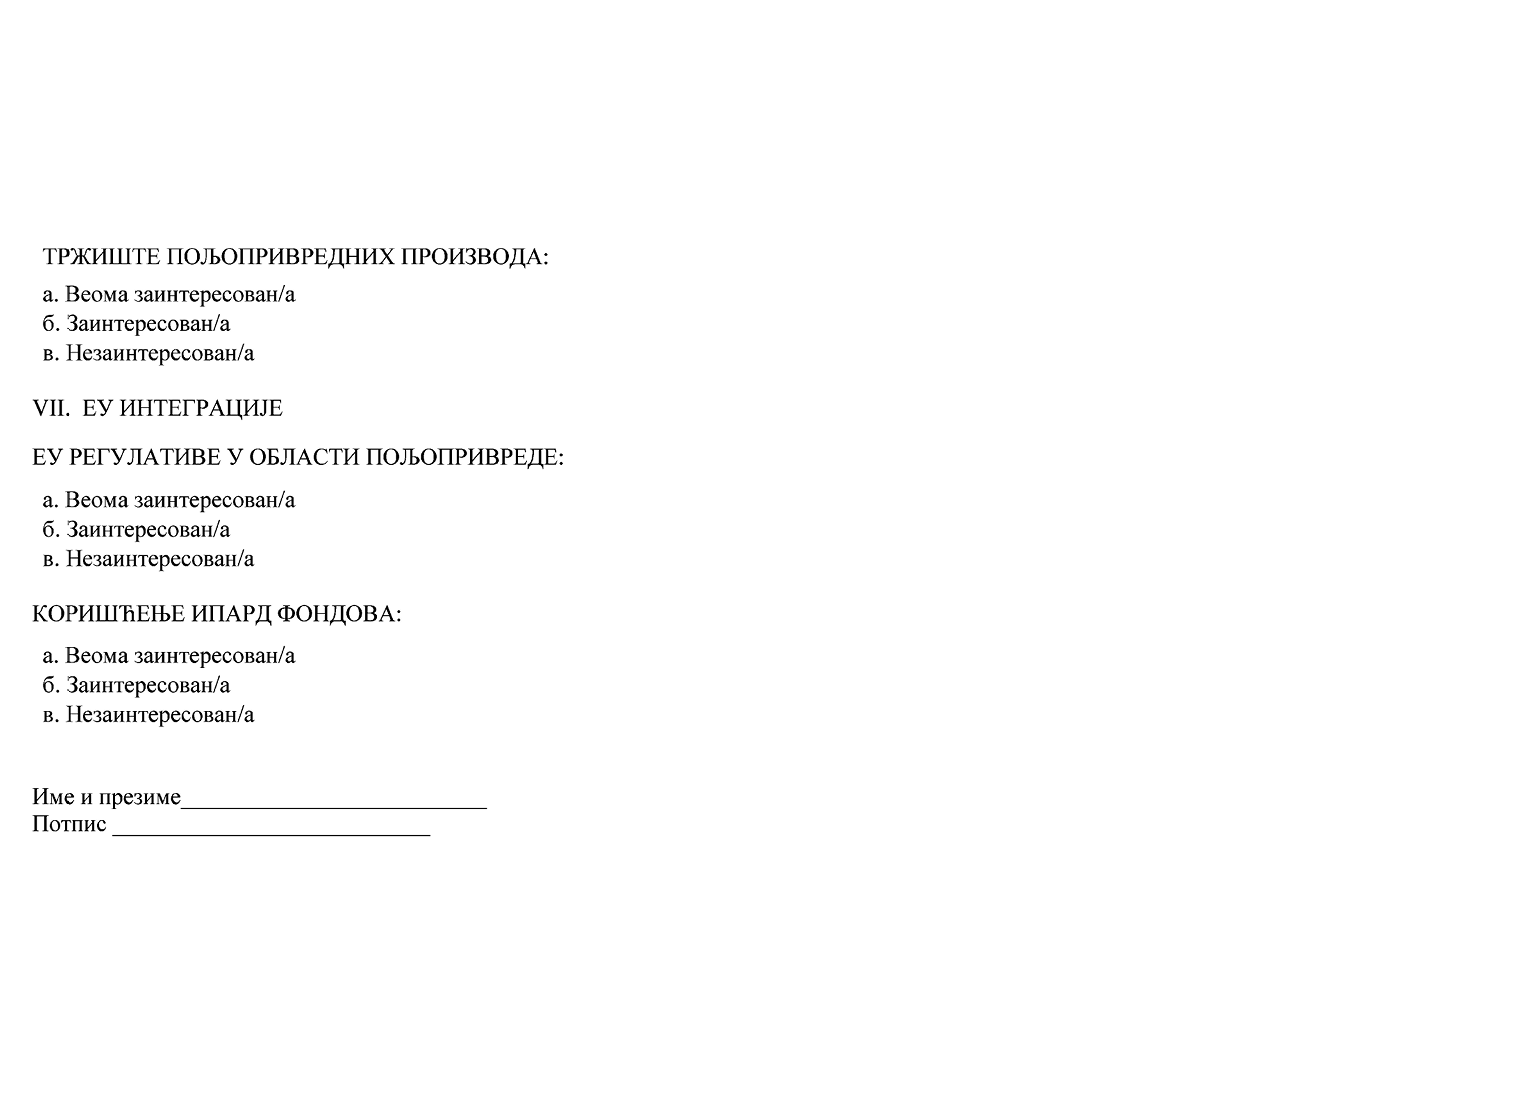 ТРЖИШТЕ ПОЉОПРИВРЕДНИХ ПРОИЗВОДА:
а. Веома заинтересован/а
б. Заинтересован/а
в. Незаинтересован/а
VII.  ЕУ ИНТЕГРАЦИЈЕ
ЕУ РЕГУЛАТИВЕ У ОБЛАСТИ ПОЉОПРИВРЕДЕ:
а. Веома заинтересован/а
б. Заинтересован/а
в. Незаинтересован/а
КОРИШЋЕЊЕ ИПАРД ФОНДОВА:
а. Веома заинтересован/а
б. Заинтересован/а
в. Незаинтересован/а
Име и презиме__________________________
Потпис ___________________________